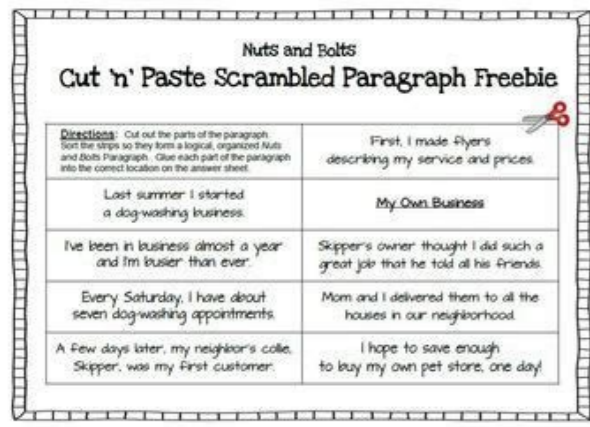 Nuts and Bolts
Cut 'n' Paste Scrambled Paragraph Freebie
Directions: Cut out the parts of the paragraph.
Sort the strips so they form a logical, organized Nuts
and Bolts Paragraph. Glue each part of the paragraph
into the correct location on the answer sheet.
First, I made flyers
describing my service and prices.
Last summer I started
a dog-washing business.
My Own Business
I've been in business almost a year
and I'm busier than ever.
Skipper's owner thought I did such a
great job that he told all his friends.
Every Saturday, I have about
seven dog-washing appointments.
Mom and I delivered them to all the
houses in our neighborhood.
A few days later, my neighbor's collie,
Skipper, was my first customer.
I hope to save enough
to buy my own pet store, one day!